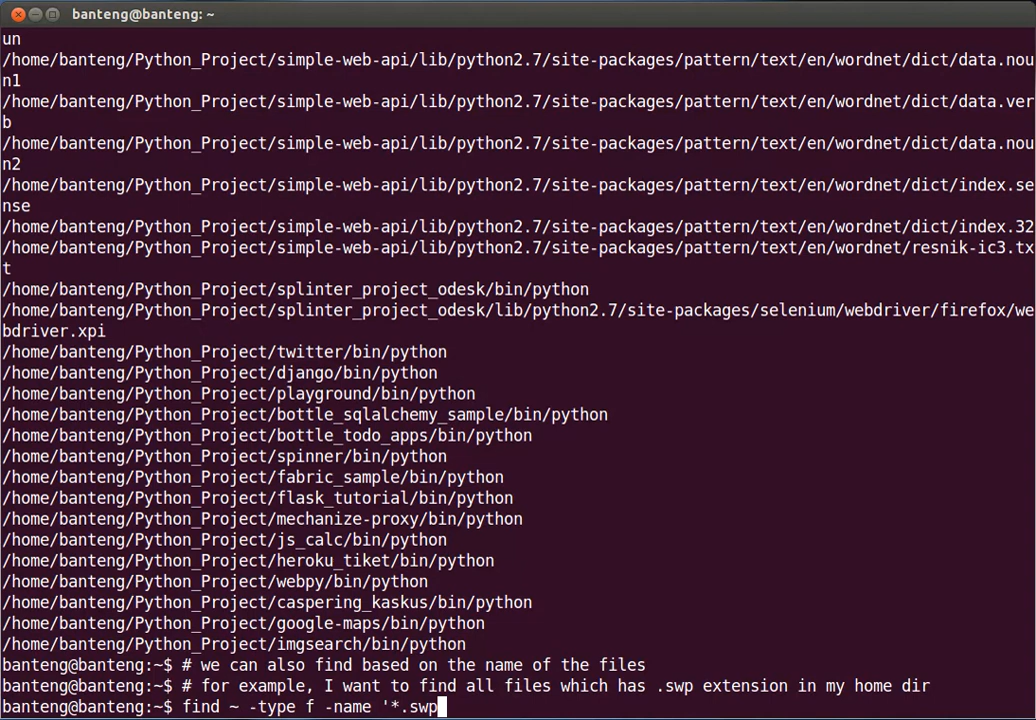 banteng@banteng: ~
un
/home/banteng/Python_Project/simple-web-api/lib/python2.7/site-packages/pattern/text/en/wordnet/dict/data.nou
n1
/home/banteng/Python_Project/simple-web-api/lib/python2.7/site-packages/pattern/text/en/wordnet/dict/data.ver
b
/home/banteng/Python_Project/simple-web-api/lib/python2.7/site-packages/pattern/text/en/wordnet/dict/data.nou
n2
/home/banteng/Python_Project/simple-web-api/lib/python2.7/site-packages/pattern/text/en/wordnet/dict/index.se
nse
/home/banteng/Python_Project/simple-web-api/lib/python2.7/site-packages/pattern/text/en/wordnet/dict/index.32
/home/banteng/Python_Project/simple-web-api/lib/python2.7/site-packages/pattern/text/en/wordnet/resnik-ic3.tx
t
/home/banteng/Python_Project/splinter_project_odesk/bin/python
/home/banteng/Python_Project/splinter_project_odesk/lib/python2.7/site-packages/selenium/webdriver/firefox/we
bdriver.xpi
/home/banteng/Python_Project/twitter/bin/python
/home/banteng/Python_Project/django/bin/python
/home/banteng/Python_Project/playground/bin/python
/home/banteng/Python_Project/bottle_sqlalchemy_sample/bin/python
/home/banteng/Python_Project/bottle_todo_apps/bin/python
/home/banteng/Python_Project/spinner/bin/python
/home/banteng/Python_Project/fabric_sample/bin/python
/home/banteng/Python_Project/flask_tutorial/bin/python
/home/banteng/Python_Project/mechanize-proxy/bin/python
/home/banteng/Python_Project/js_calc/bin/python
/home/banteng/Python_Project/heroku_tiket/bin/python
/home/banteng/Python_Project/webpy/bin/python
/home/banteng/Python_Project/caspering_kaskus/bin/python
/home/banteng/Python_Project/google-maps/bin/python
/home/banteng/Python_Project/imgsearch/bin/python
banteng@banteng:~$ # we can also find based on the name of the files
banteng@banteng:~$ # for example, I want to find all files which has .swp extension in my home dir
banteng@banteng:~$ find ~ -type f -name '*.swp